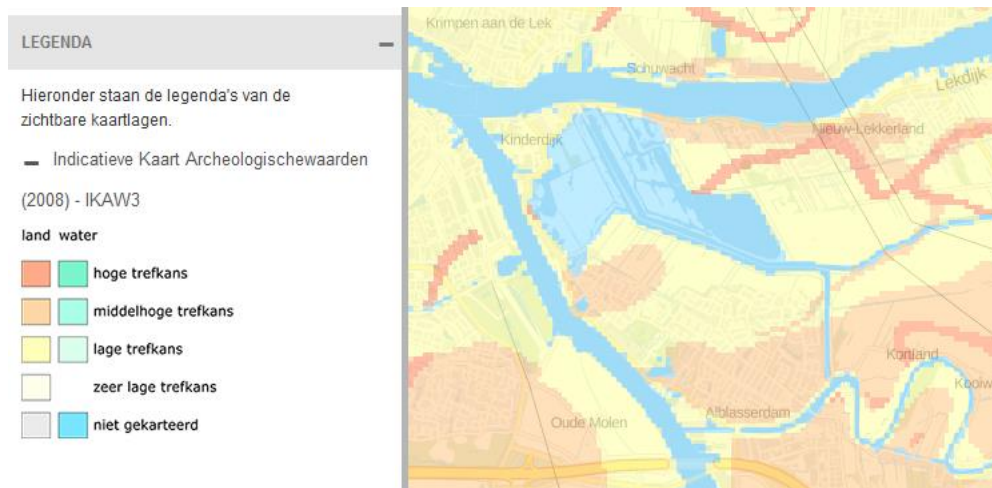 LEGENDA
Hieronder staan de legenda's van de
zichtbare kaartlagen.
Indicatieve Kaart Archeologischewaarden
(2008) - IKAW3
land water
hoge trefkans
middelhoge trefkans
lage trefkans
zeer lage trefkans
niet gekarteerd
Krimpen aan de Lek
Schuwacht
Lekdijk
Kinderdijk
Nieuw-Lekkerland
Kortland
Kooiw
Alblasserdam
Oude Molen